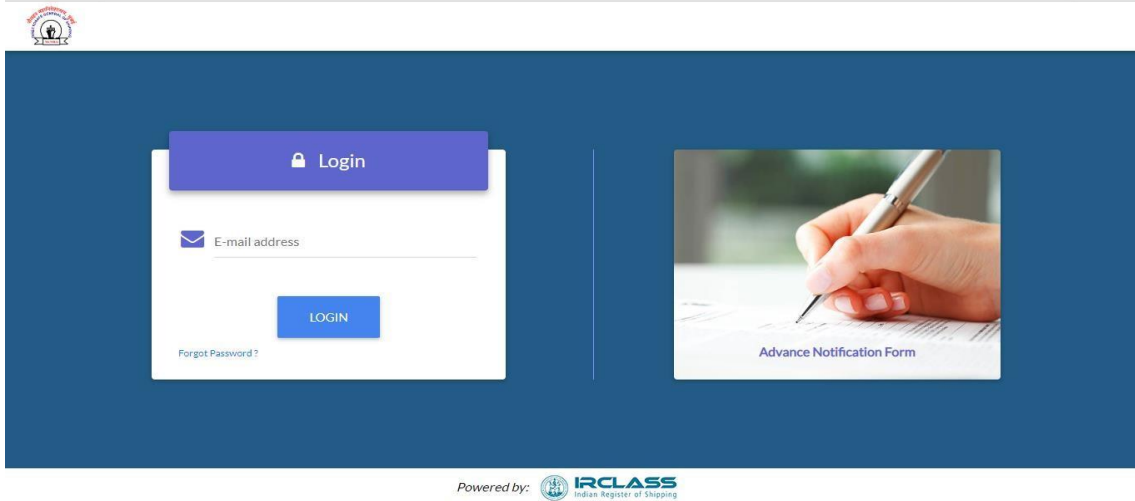 Login
E-mail address
LOGIN
Forgot Password ?
Advance Notification Form
Powered by:
IRCLASS
Indian Register of Shipping